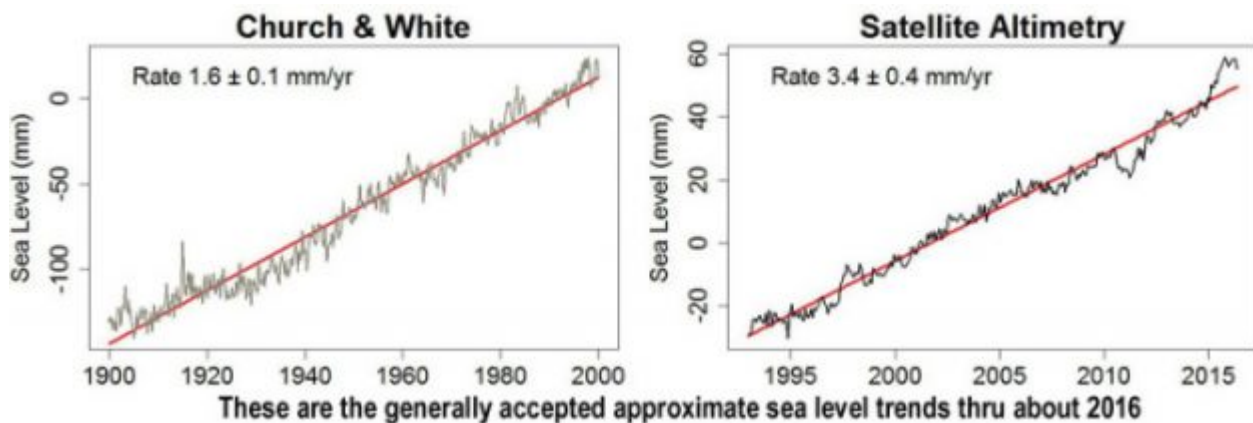 Church & White
Satellite Altimetry
Rate 1.6 ± 0.1 mm/yr
Rate 3.4 ± 0.4 mm/yr
Sea Level (mm)
0
-50
-100
1900
1920
1940
1960
1980
2000
Sea Level (mm)
60
40
20
0
-20
1995
2000
2005
2010
2015
These are the generally accepted approximate sea level trends thru about 2016